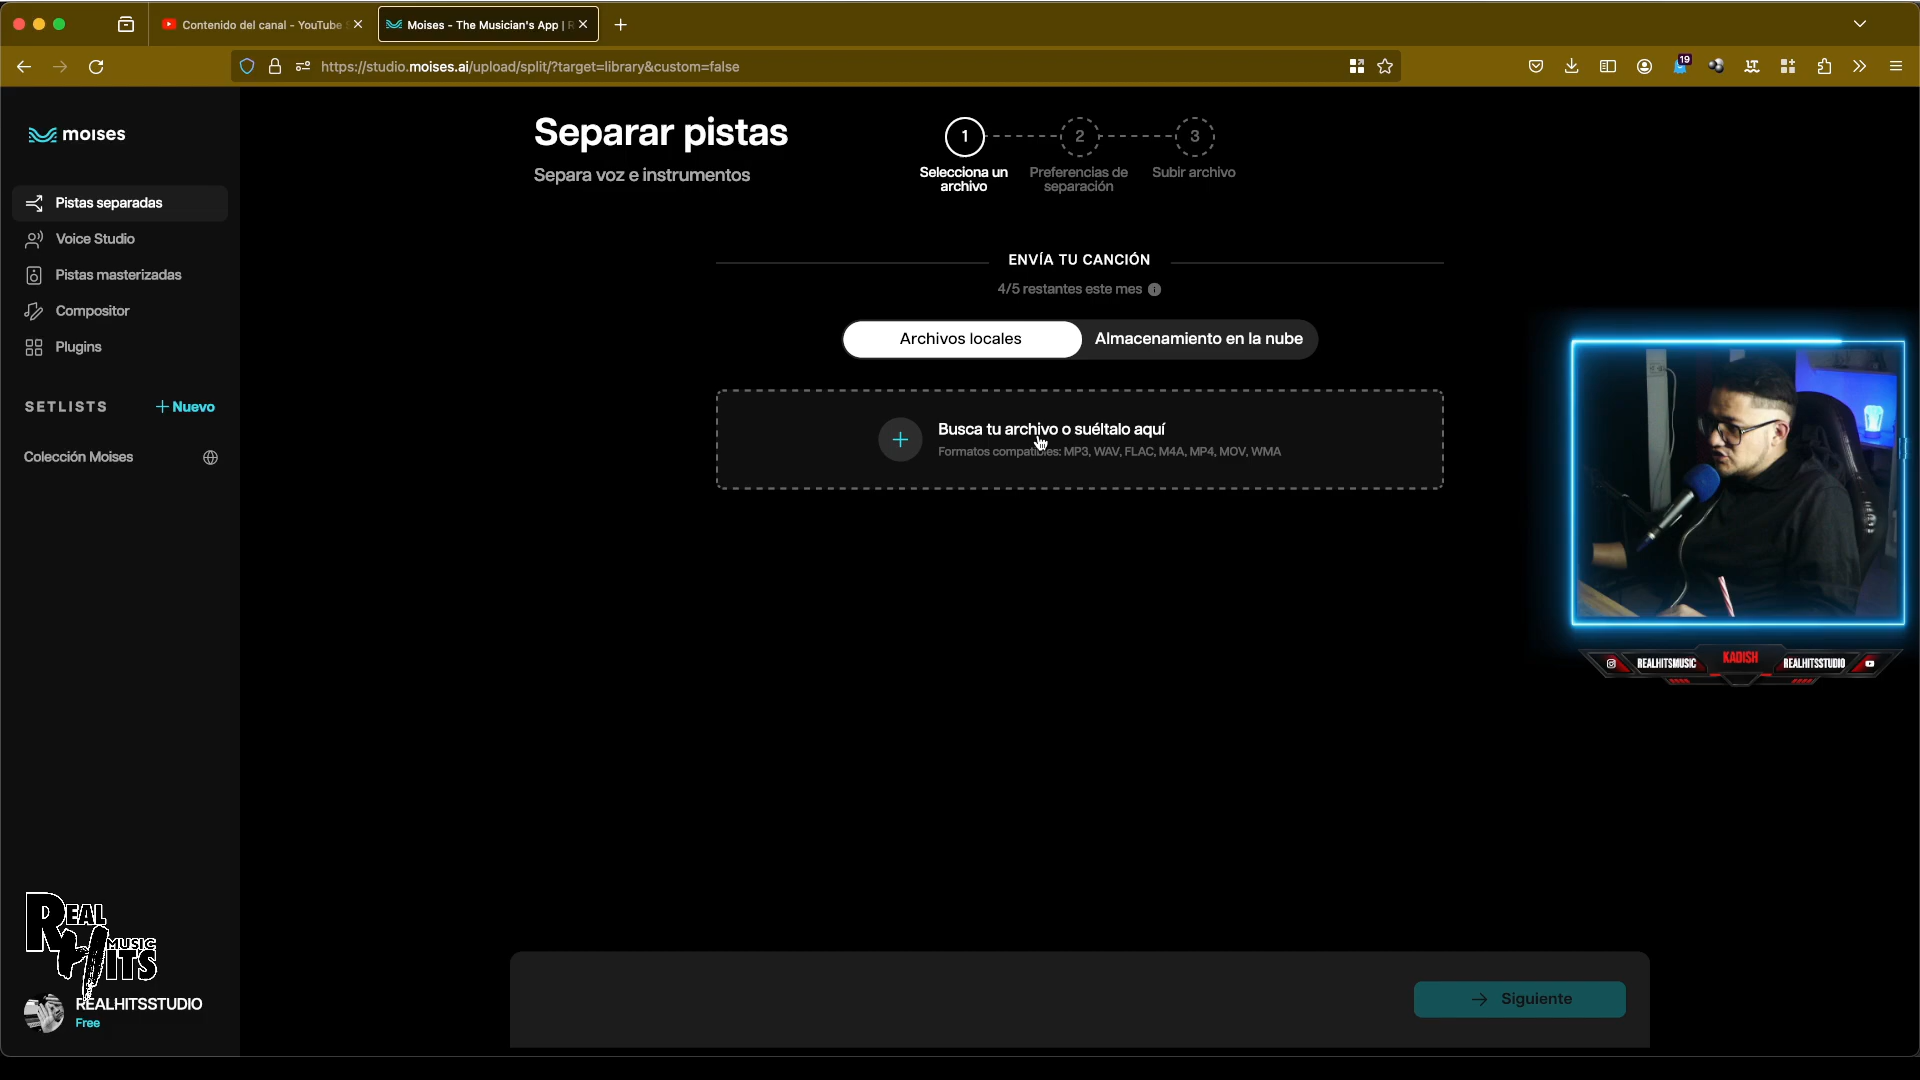 Contenido del canal - YouTube
Moises - The Musician's App |
https://studio.moises.ai/upload/split/?target=library&custom=false
19
moises
Separar pistas
Separa voz e instrumentos
1
2
3
Selecciona un
archivo
Preferencias de
separación
Subir archivo
Pistas separadas
Voice Studio
Pistas masterizadas
Compositor
Plugins
SETLISTS
+ Nuevo
Colección Moises
ENVÍA TU CANCIÓN
4/5 restantes este mes
Archivos locales
Almacenamiento en la nube
Busca tu archivo o suéltalo aquí
Formatos compatibles: MP3, WAV, FLAC, M4A, MP4, MOV, WMA
REALHITSMUSIC
KADISH
REALHITSSTUDIO
REAL
MUSIC
HITS
REALHITSSTUDIO
Free
Siguiente